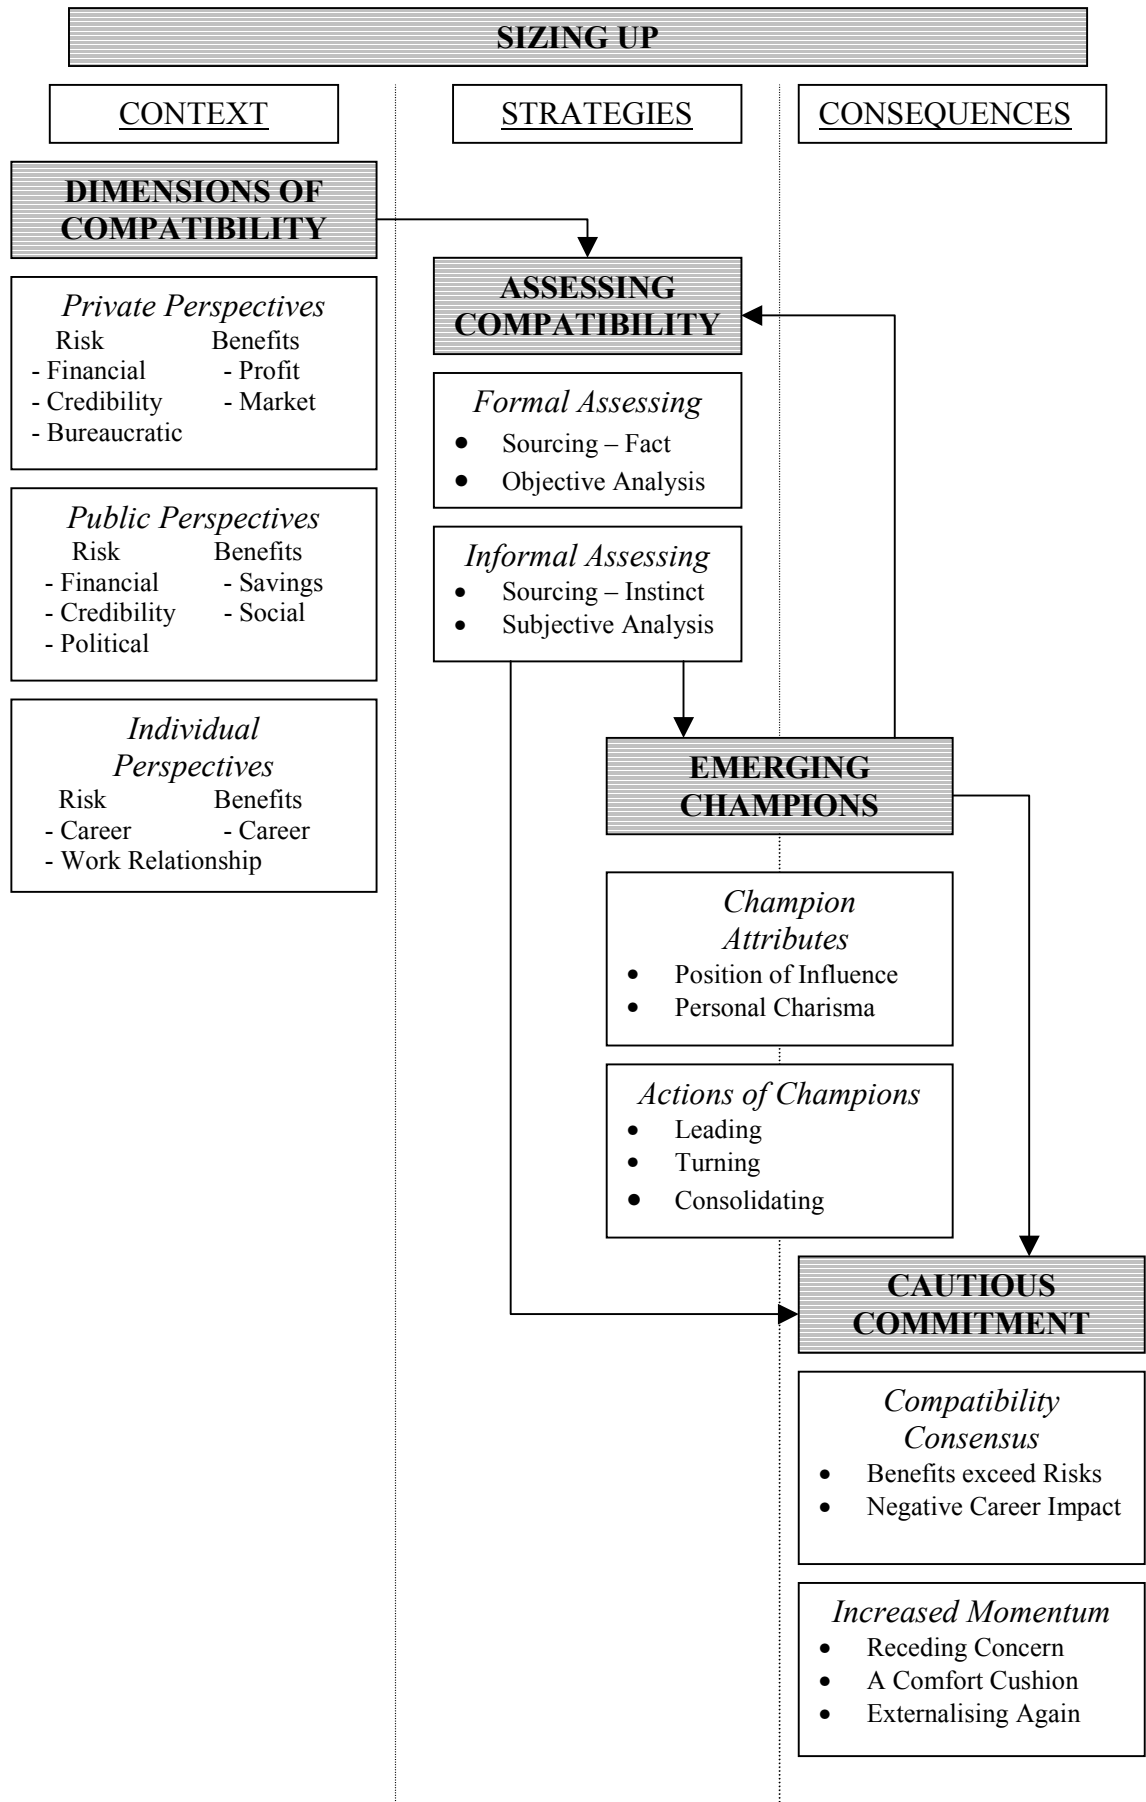 SIZING UP
CONTEXT
STRATEGIES
CONSEQUENCES
DIMENSIONS OF
COMPATIBILITY
Private Perspectives
Risk Benefits
- Financial - Profit
- Credibility - Market
- Bureaucratic
Public Perspectives
Risk Benefits
- Financial - Savings
- Credibility - Social
- Political
Individual
Perspectives
Risk Benefits
- Career - Career
- Work Relationship
ASSESSING
COMPATIBILITY
Formal Assessing
• Sourcing – Fact
• Objective Analysis
Informal Assessing
• Sourcing – Instinct
• Subjective Analysis
EMERGING
CHAMPIONS
Champion
Attributes
• Position of Influence
• Personal Charisma
Actions of Champions
• Leading
• Turning
• Consolidating
CAUTIOUS
COMMITMENT
Compatibility
Consensus
• Benefits exceed Risks
• Negative Career Impact
Increased Momentum
• Receding Concern
• A Comfort Cushion
• Externalising Again